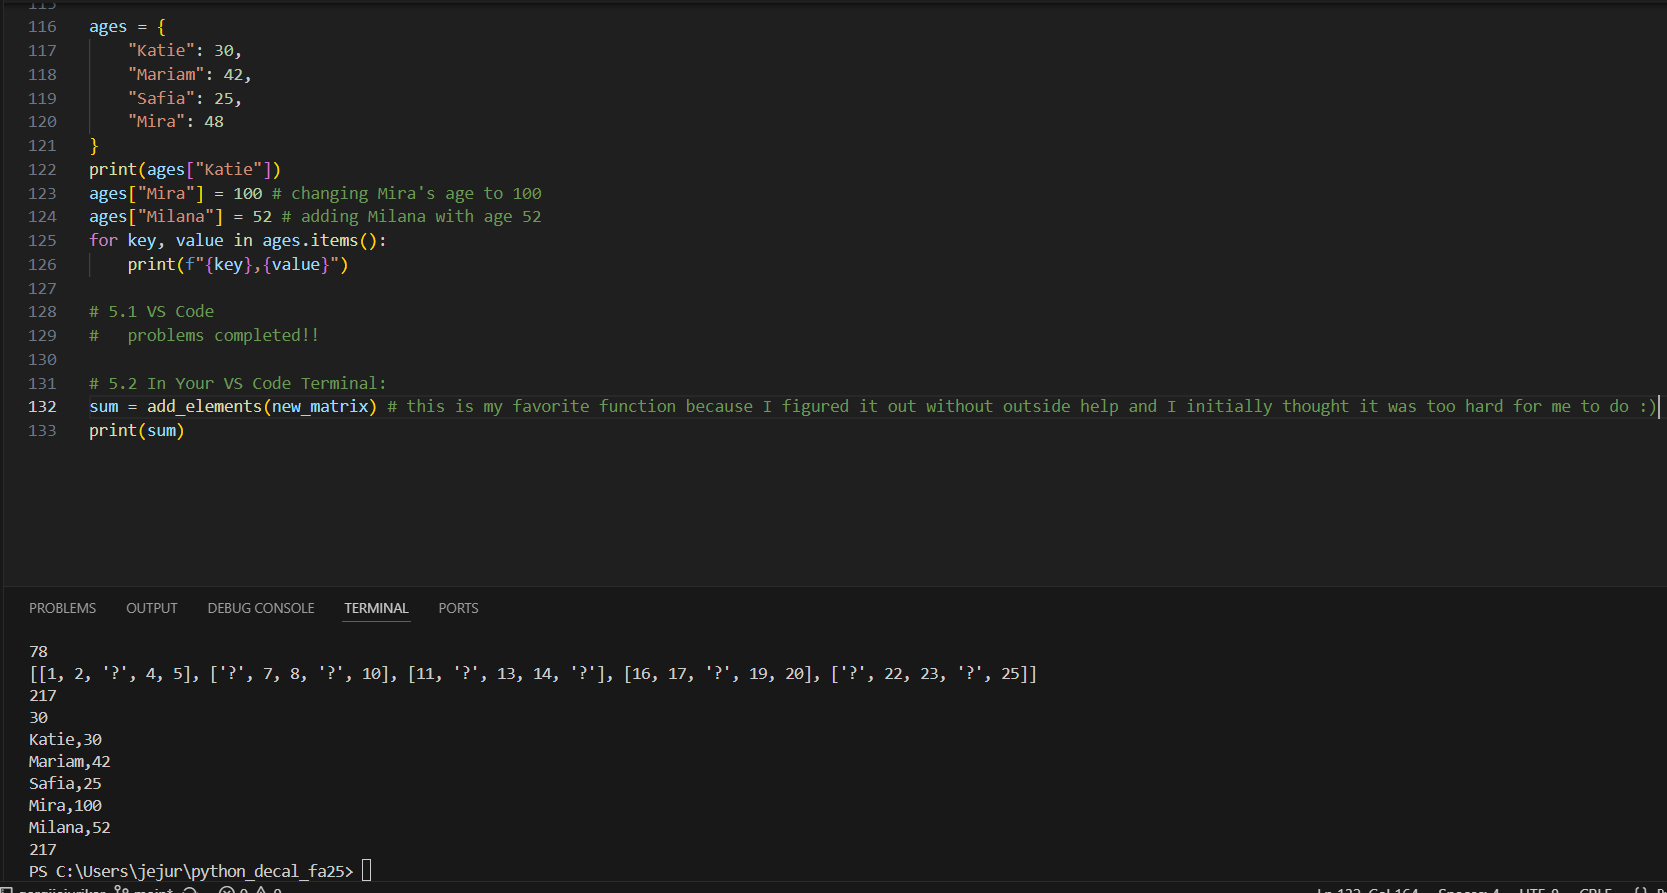 115
116 ages = {
117 "Katie": 30,
118 "Mariam": 42,
119 "Safia": 25,
120 "Mira": 48
121 }
122 print(ages["Katie"])
123 ages["Mira"] = 100 # changing Mira's age to 100
124 ages["Milana"] = 52 # adding Milana with age 52
125 for key, value in ages.items():
126 print(f"{key},{value}")
127
128 # 5.1 VS Code
129 # problems completed!!
130
131 # 5.2 In Your VS Code Terminal:
132 sum = add_elements(new_matrix) # this is my favorite function because I figured it out without outside help and I initially thought it was too hard for me to do :)
133 print(sum)
PROBLEMS OUTPUT DEBUG CONSOLE TERMINAL PORTS
78
[[1, 2, '?', 4, 5], ['?', 7, 8, '?', 10], [11, '?', 13, 14, '?'], [16, 17, '?', 19, 20], ['?', 22, 23, '?', 25]]
217
30
Katie,30
Mariam,42
Safia,25
Mira,100
Milana,52
217
PS C:\Users\jejur\python_decal_fa25>
main* 0 0 Ln 132, Col 164 Spaces: 4 UTF-8 CRLF { }